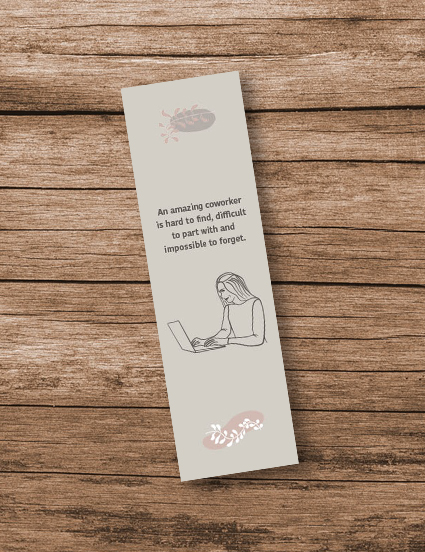 An amazing coworker
is hard to find, difficult
to part with and
impossible to forget.